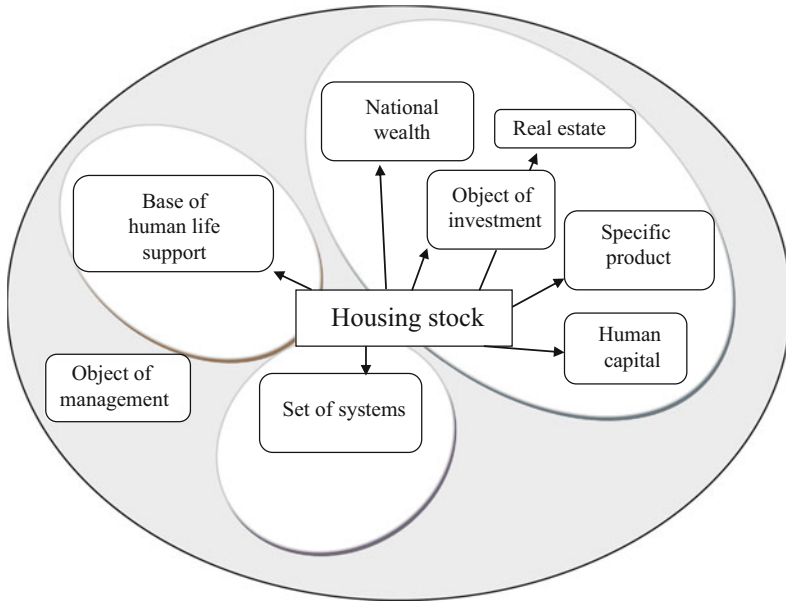 National
wealth
Real estate
Base of
human life
support
Object of
investment
Specific
product
Housing stock
Human
capital
Object of
management
Set of systems